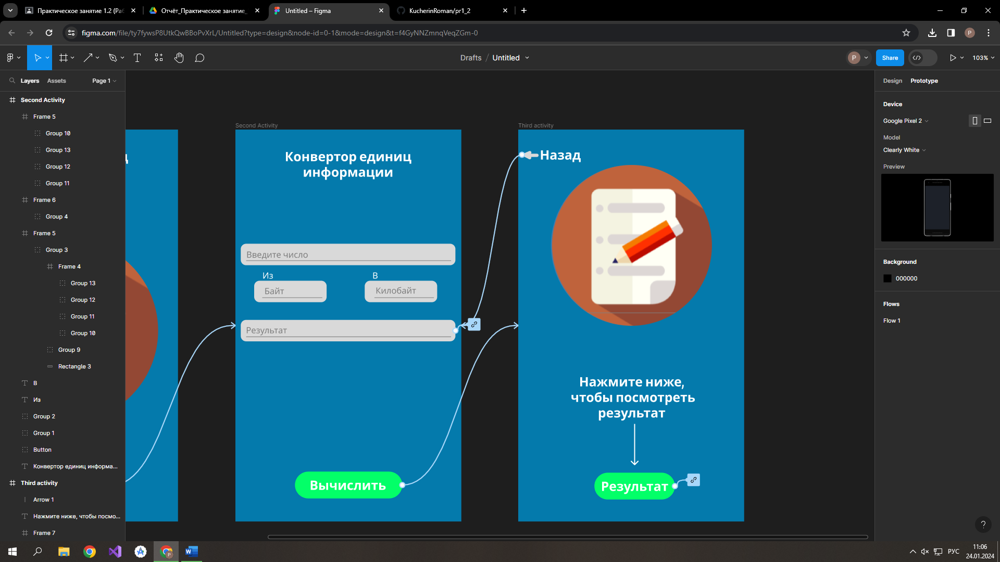 Практическое занятие 1.2 (Раб
Отчёт_Практическое занятие_
Untitled – Figma
KucherinRoman/pr1_2
figma.com/file/ty7fywsP8UtkQwBBoPvXrL/Untitled?type=design&node-id=0-1&mode=design&t=f4GyNNZmnqVeqZGm-0
P
Drafts / Untitled
P
Share
103%
Layers
Assets
Page 1
Second Activity
Frame 5
Group 10
Group 13
Group 12
Group 11
Frame 6
Group 4
Frame 5
Group 3
Frame 4
Group 13
Group 12
Group 11
Group 10
Group 9
Rectangle 3
В
Из
Group 2
Group 1
Button
Конвертор единиц информа...
Third activity
Arrow 1
Нажмите ниже, чтобы посмо...
Frame 7
Second Activity
Конвертор единиц
информации
Введите число
Из
В
Байт
Килобайт
Результат
Вычислить
Third activity
Назад
Нажмите ниже,
чтобы посмотреть
результат
Результат
Design
Prototype
Device
Google Pixel 2
Model
Clearly White
Preview
Background
000000
Flows
Flow 1
?
РУС
11:06
24.01.2024